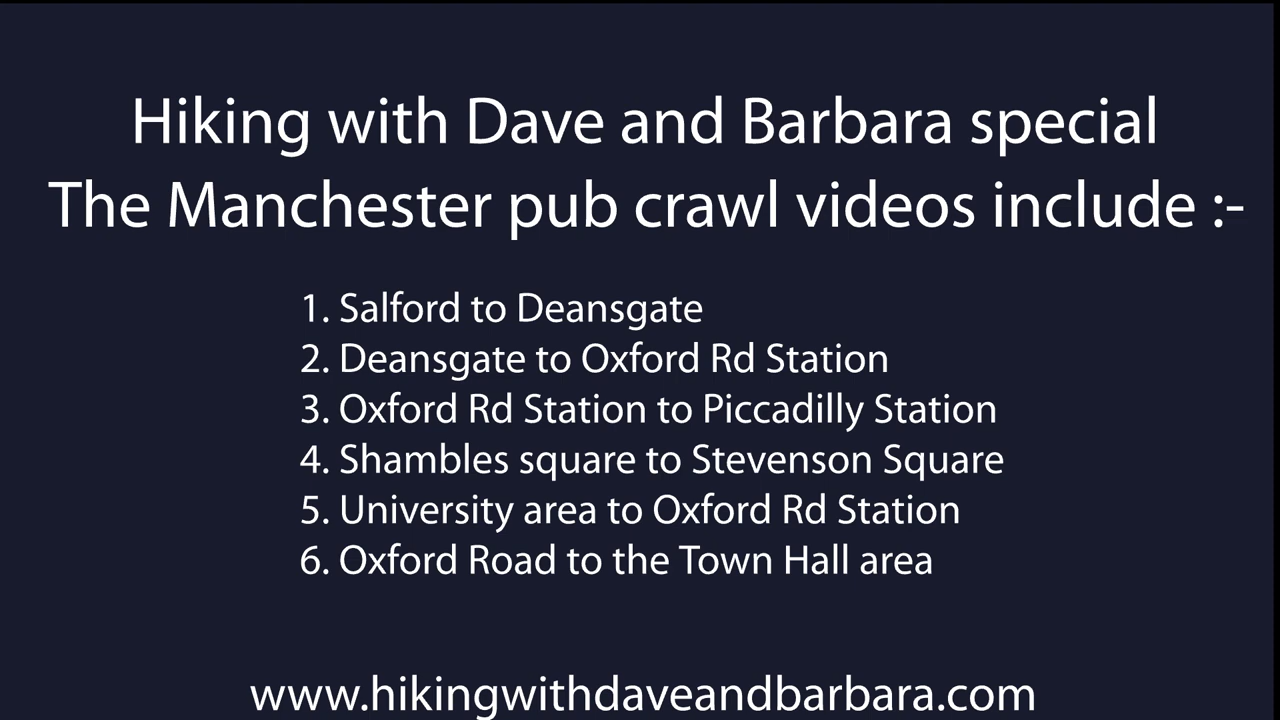 Hiking with Dave and Barbara special
The Manchester pub crawl videos include :-
1. Salford to Deansgate
2. Deansgate to Oxford Rd Station
3. Oxford Rd Station to Piccadilly Station
4. Shambles square to Stevenson Square
5. University area to Oxford Rd Station
6. Oxford Road to the Town Hall area
www.hikingwithdaveandbarbara.com